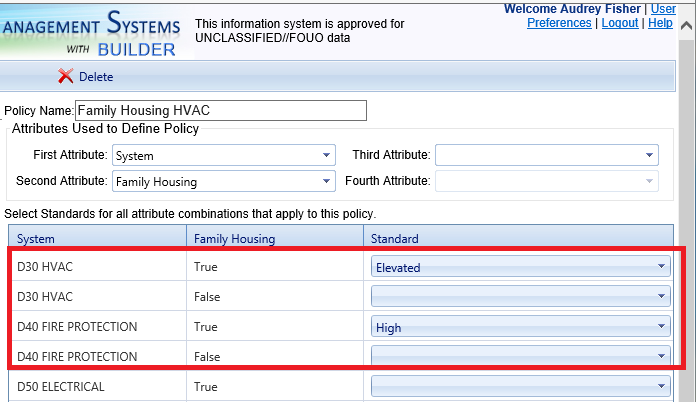 ANAGEMENT SYSTEMS
WITH BUILDER
This information system is approved for
UNCLASSIFIED//FOUO data
Welcome Audrey Fisher | User
Preferences | Logout | Help
Delete
Policy Name: Family Housing HVAC
Attributes Used to Define Policy
First Attribute: System Third Attribute:
Second Attribute: Family Housing Fourth Attribute:
Select Standards for all attribute combinations that apply to this policy.
System Family Housing Standard
D30 HVAC True Elevated
D30 HVAC False
D40 FIRE PROTECTION True High
D40 FIRE PROTECTION False
D50 ELECTRICAL True